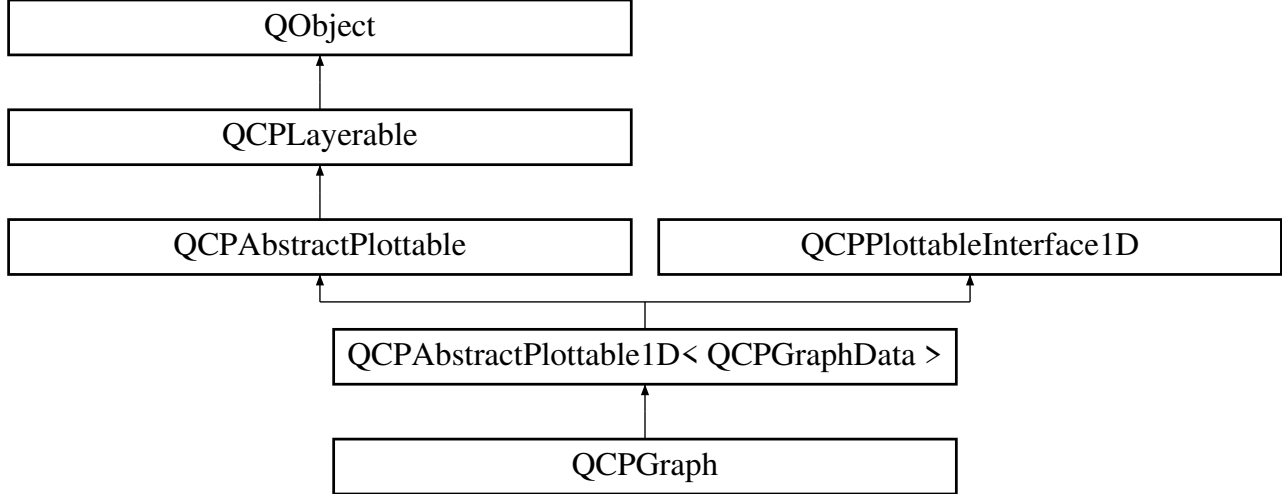 QObject
QCPLayerable
QCPAbstractPlottable
QCPPlottableInterface1D
QCPAbstractPlottable1D< QCPGraphData >
QCPGraph